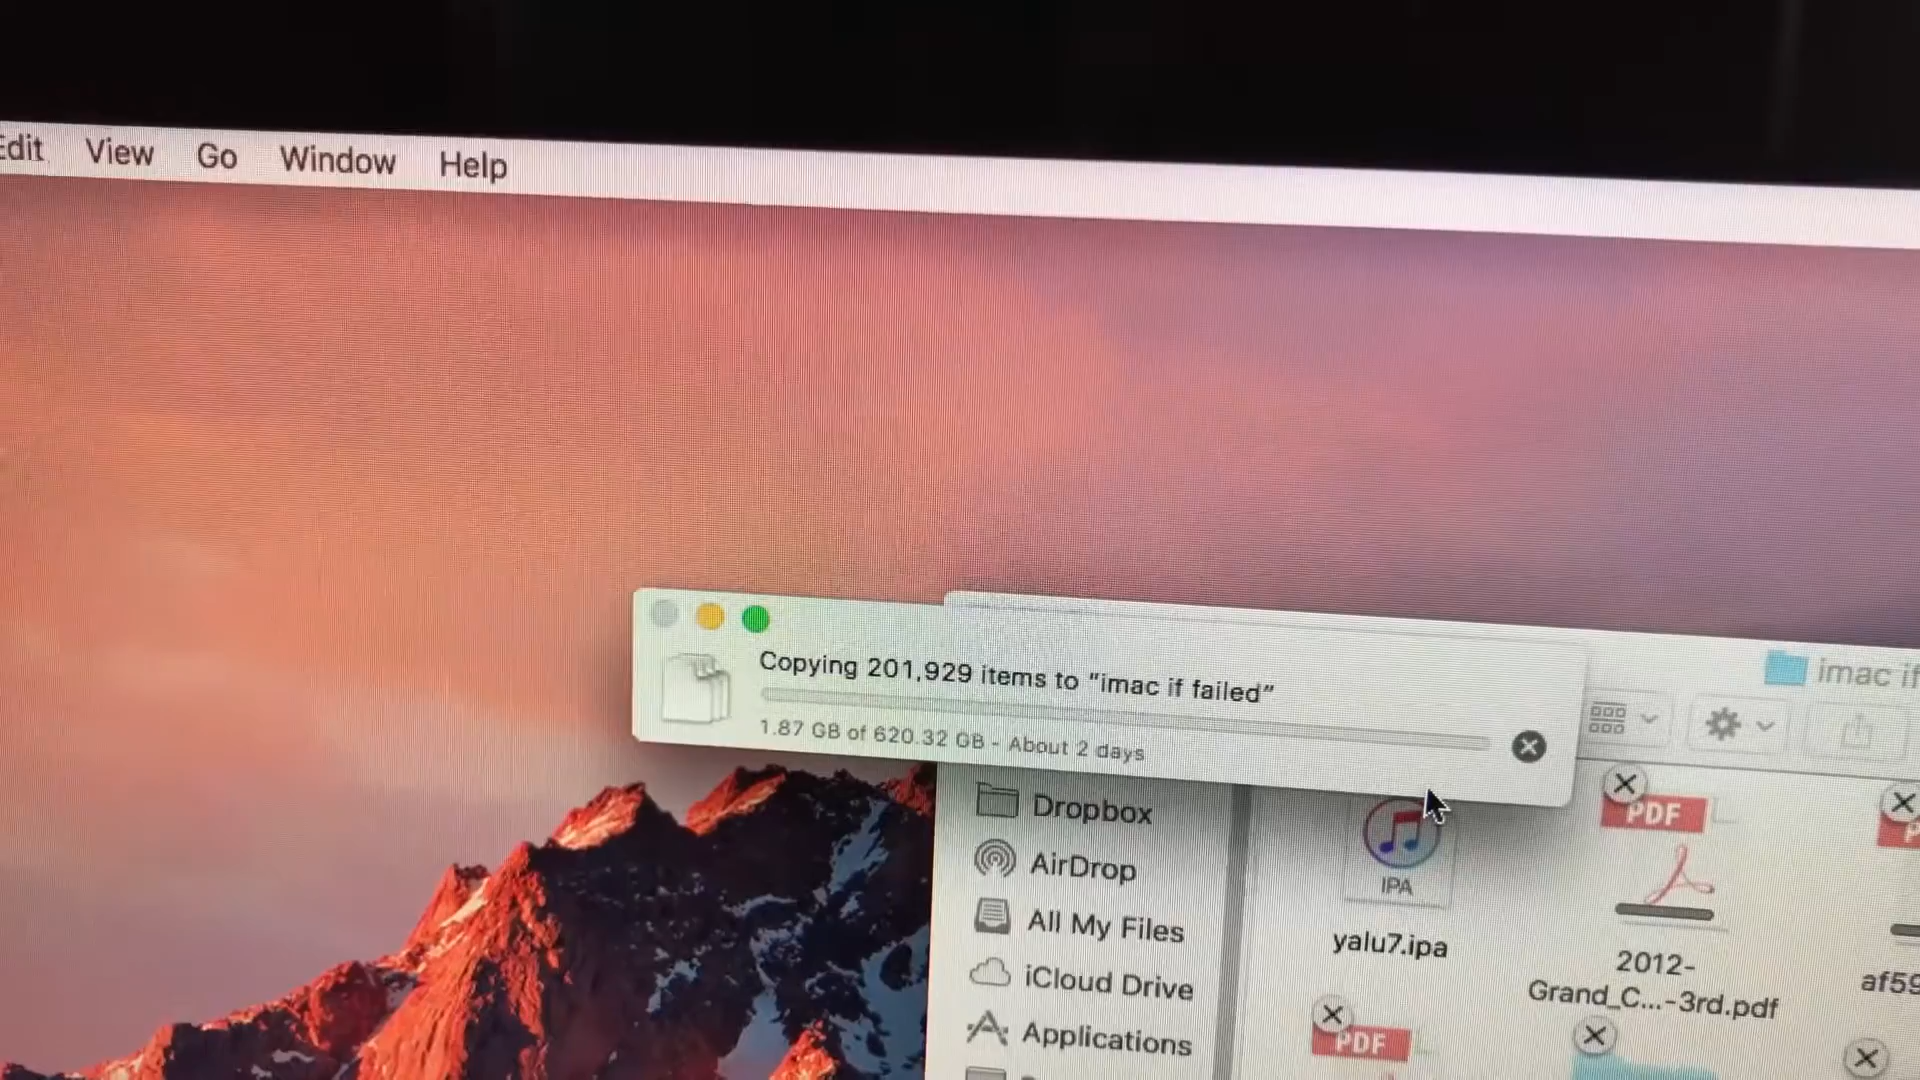 Edit View Go Window Help
Copying 201,929 items to “imac if failed”
1.87 GB of 620.32 GB - About 2 days
imac if
Dropbox
AirDrop
All My Files
iCloud Drive
Applications
IPA
yalu7.ipa
PDF
2012-
Grand_C...-3rd.pdf
af59
PDF